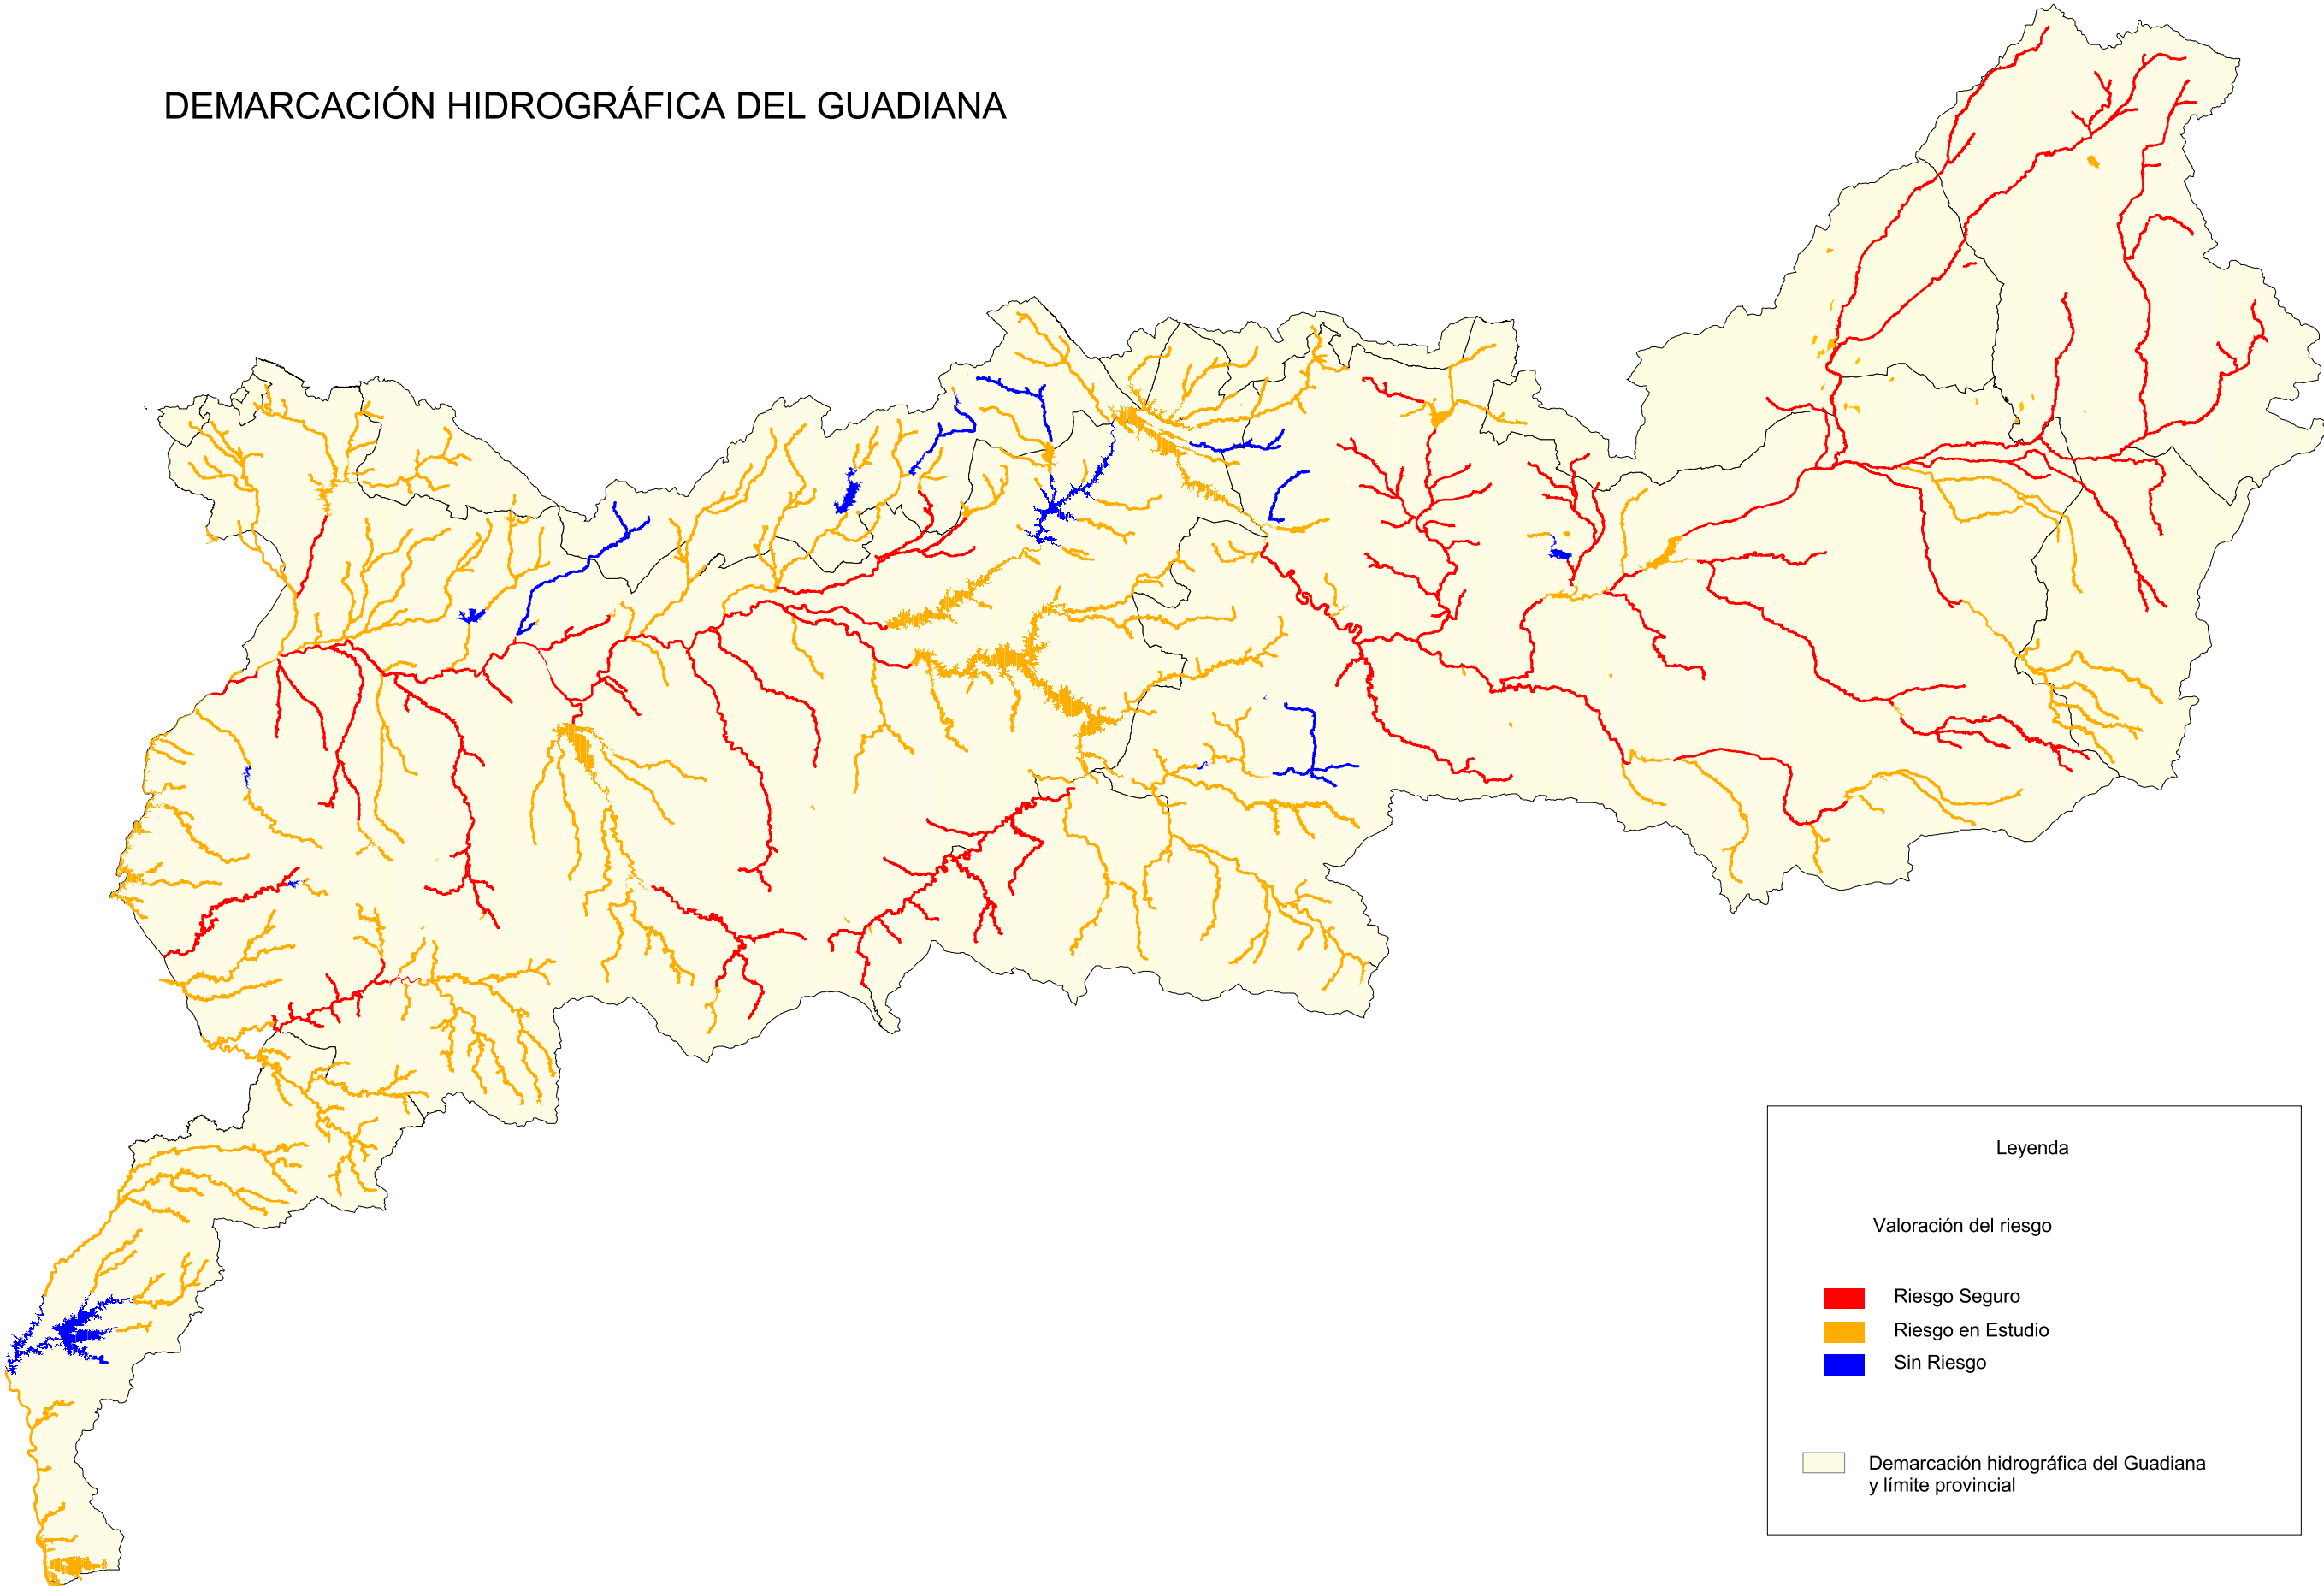 DEMARCACIÓN HIDROGRÁFICA DEL GUADIANA
Leyenda
Valoración del riesgo
Riesgo Seguro
Riesgo en Estudio
Sin Riesgo
Demarcación hidrográfica del Guadiana
y límite provincial